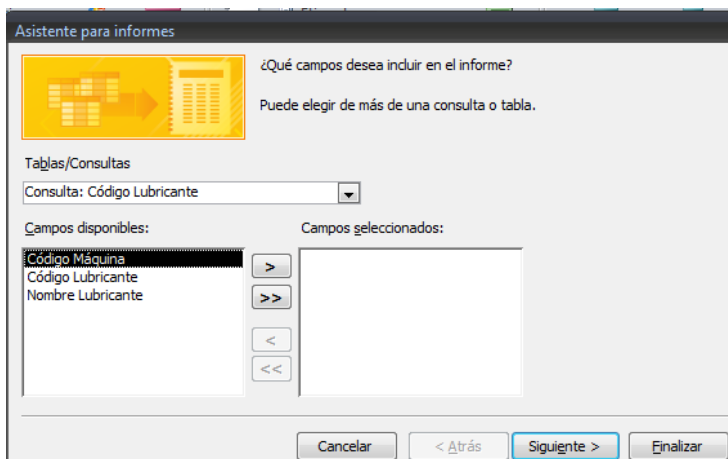 Asistente para informes
¿Qué campos desea incluir en el informe?
Puede elegir de más de una consulta o tabla.
Tablas/Consultas
Consulta: Código Lubricante
Campos disponibles:
Campos seleccionados:
Código Máquina
Código Lubricante
Nombre Lubricante
>
>>
<
<<
Cancelar
< Atrás
Siguiente >
Finalizar